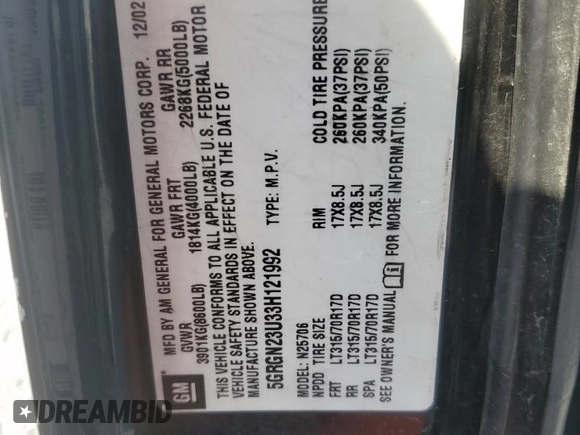 MFD BY AM GENERAL FOR GENERAL MOTORS CORP. 12/02
GVWR GAWR FRT GAWR RR
3901KG(8600LB) 1814KG(4000LB) 2268KG(5000LB)
THIS VEHICLE CONFORMS TO ALL APPLICABLE U.S. FEDERAL MOTOR
VEHICLE SAFETY STANDARDS IN EFFECT ON THE DATE OF
MANUFACTURE SHOWN ABOVE.
5GRGN23U33H121992 TYPE: M.P.V.
MODEL: N25706
NPDD TIRE SIZE RIM COLD TIRE PRESSURE
FRT LT315/70R17D 17X8.5J 260KPA(37PSI)
RR LT315/70R17D 17X8.5J 260KPA(37PSI)
SPA LT315/70R17D 17X8.5J 340KPA(50PSI)
SEE OWNER'S MANUAL FOR MORE INFORMATION.
GM
DREAMBID